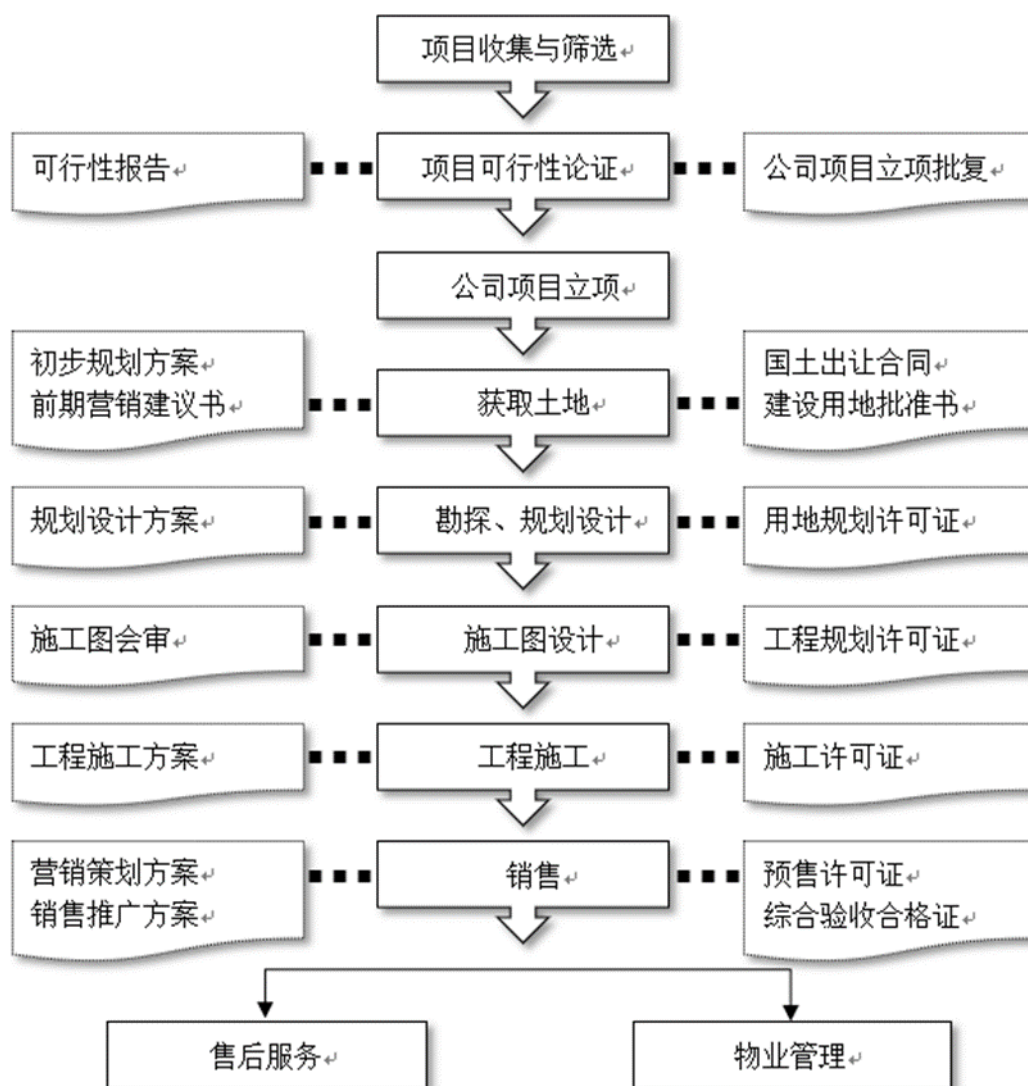 项目收集与筛选
可行性报告
项目可行性论证
公司项目立项批复
公司项目立项
初步规划方案
前期营销建议书
获取土地
国土出让合同
建设用地批准书
规划设计方案
勘探、规划设计
用地规划许可证
施工图会审
施工图设计
工程规划许可证
工程施工方案
工程施工
施工许可证
营销策划方案
销售推广方案
销售
预售许可证
综合验收合格证
售后服务
物业管理